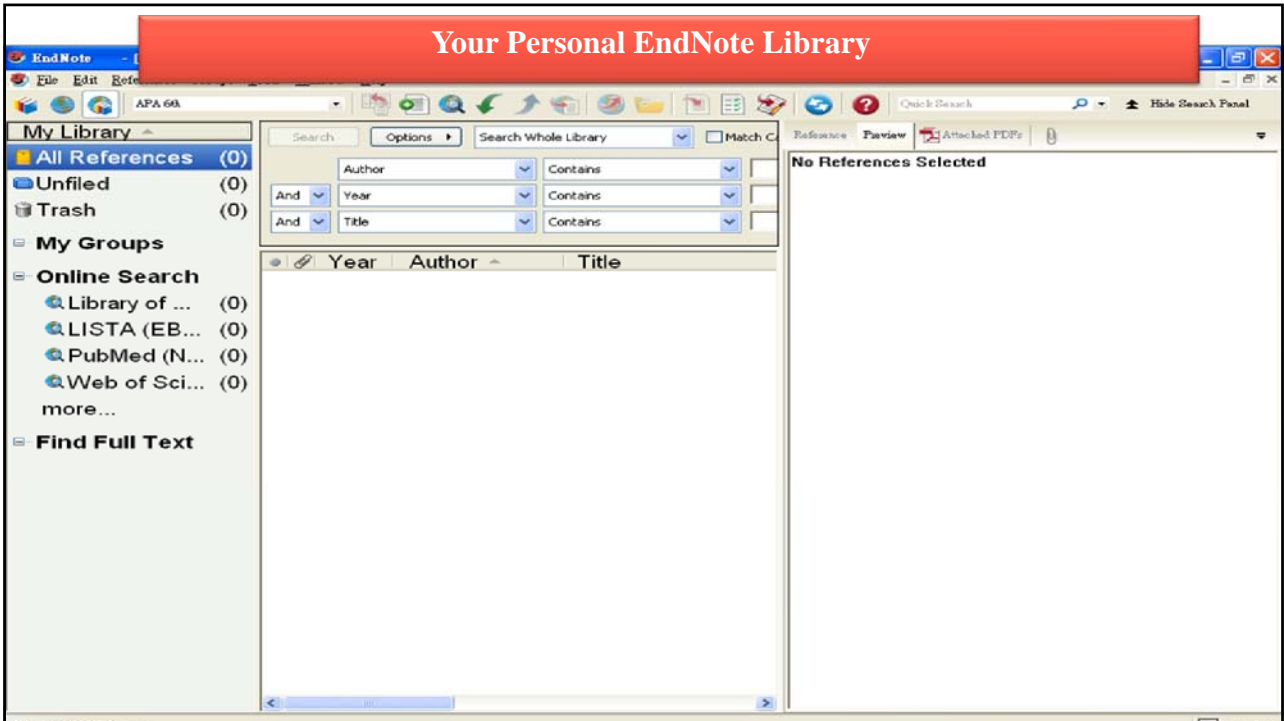 Your Personal EndNote Library
EndNote - [
File Edit Refe
APA 6th
Quick Search
Hide Search Panel
My Library
All References (0)
Unfiled (0)
Trash (0)
My Groups
Online Search
Library of ... (0)
LISTA (EB... (0)
PubMed (N... (0)
Web of Sci... (0)
more...
Find Full Text
Search Options Search Whole Library Match Ca
Author Contains
And Year Contains
And Title Contains
Year Author Title
Reference Preview Attached PDFs
No References Selected